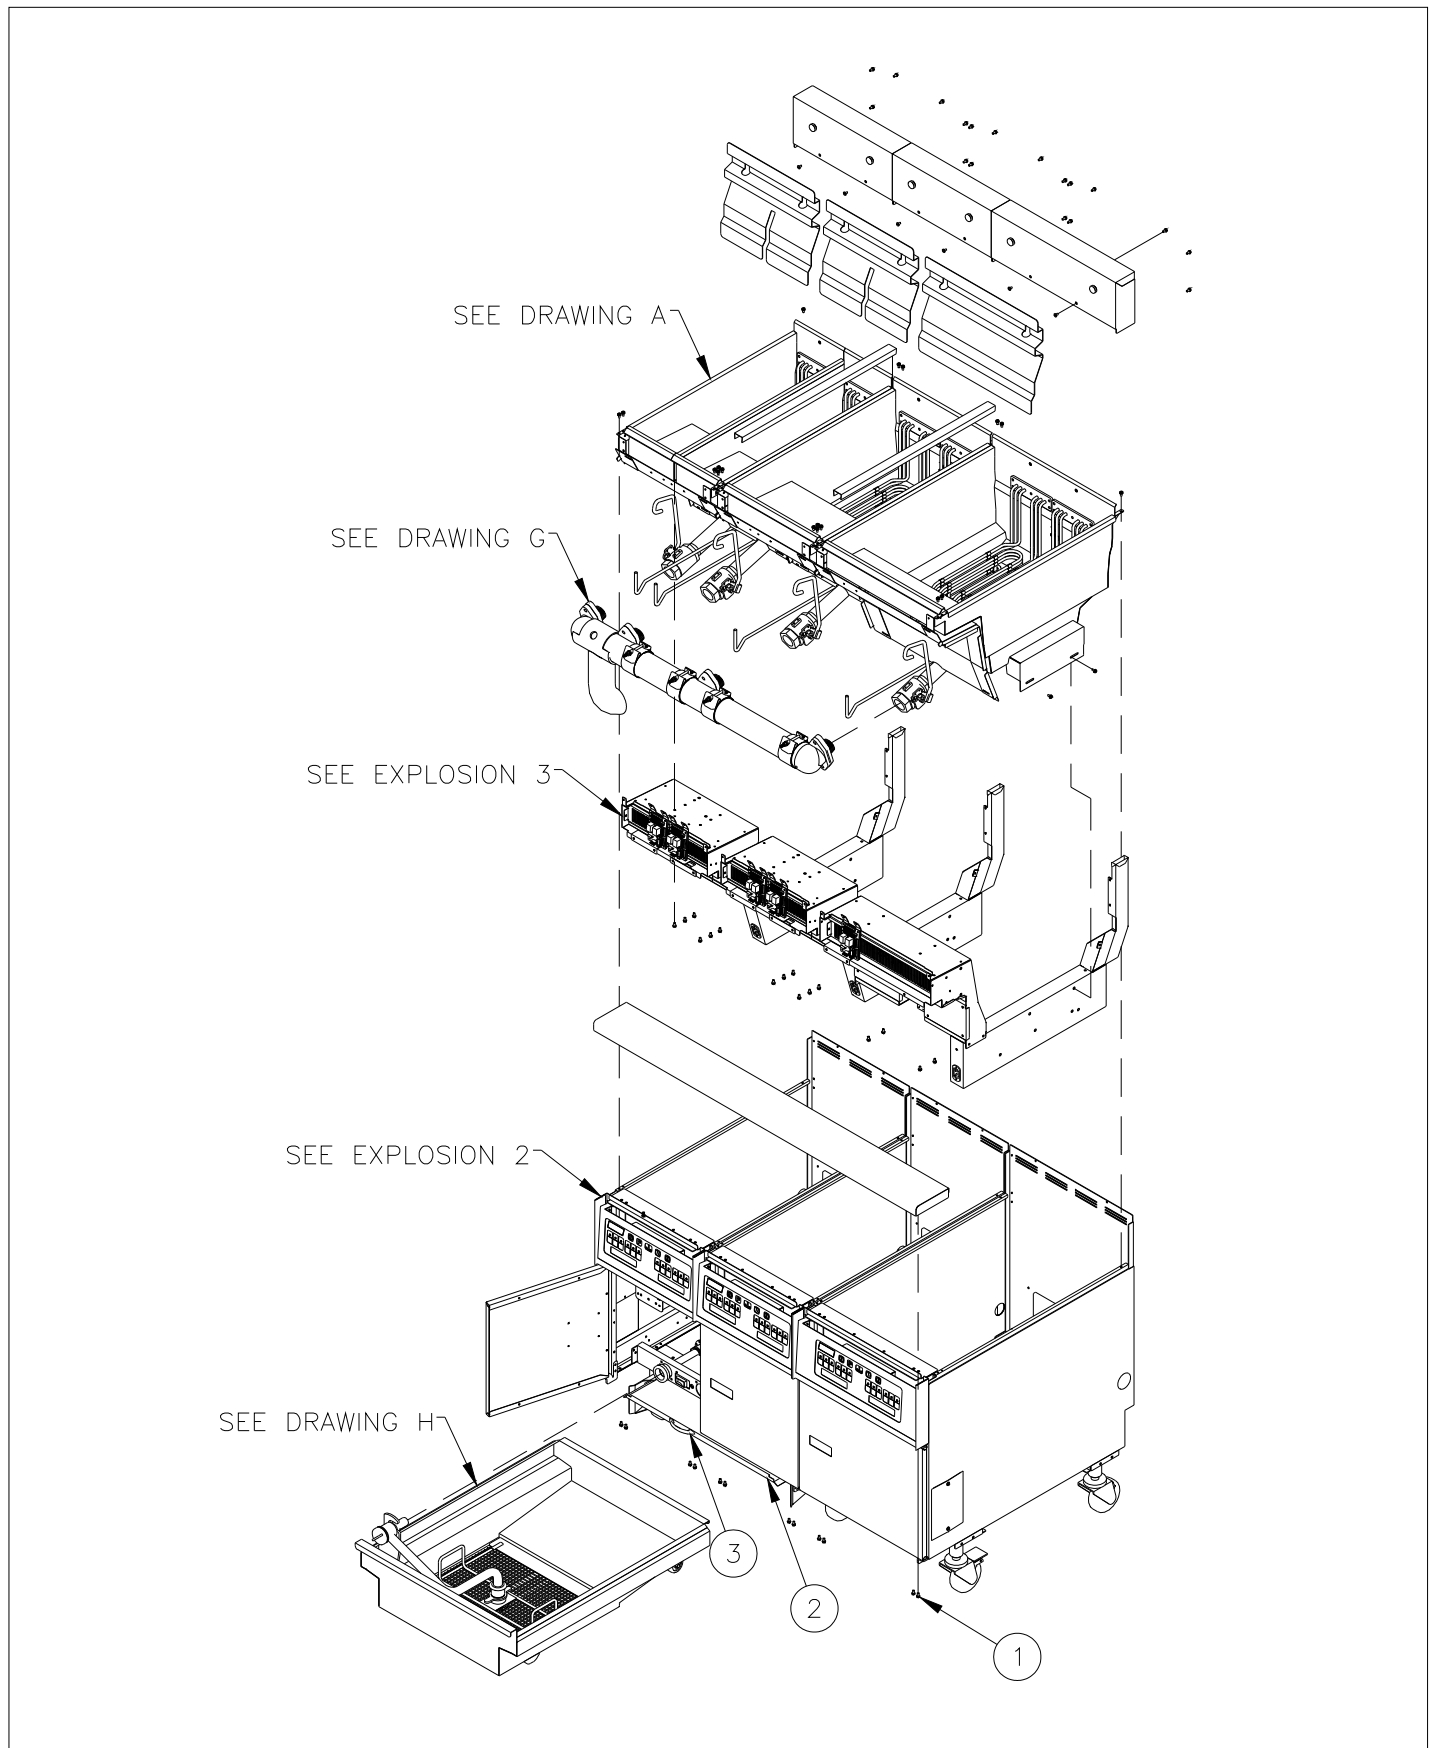 SEE DRAWING A
SEE DRAWING G
SEE EXPLOSION 3
SEE EXPLOSION 2
SEE DRAWING H
3
2
1